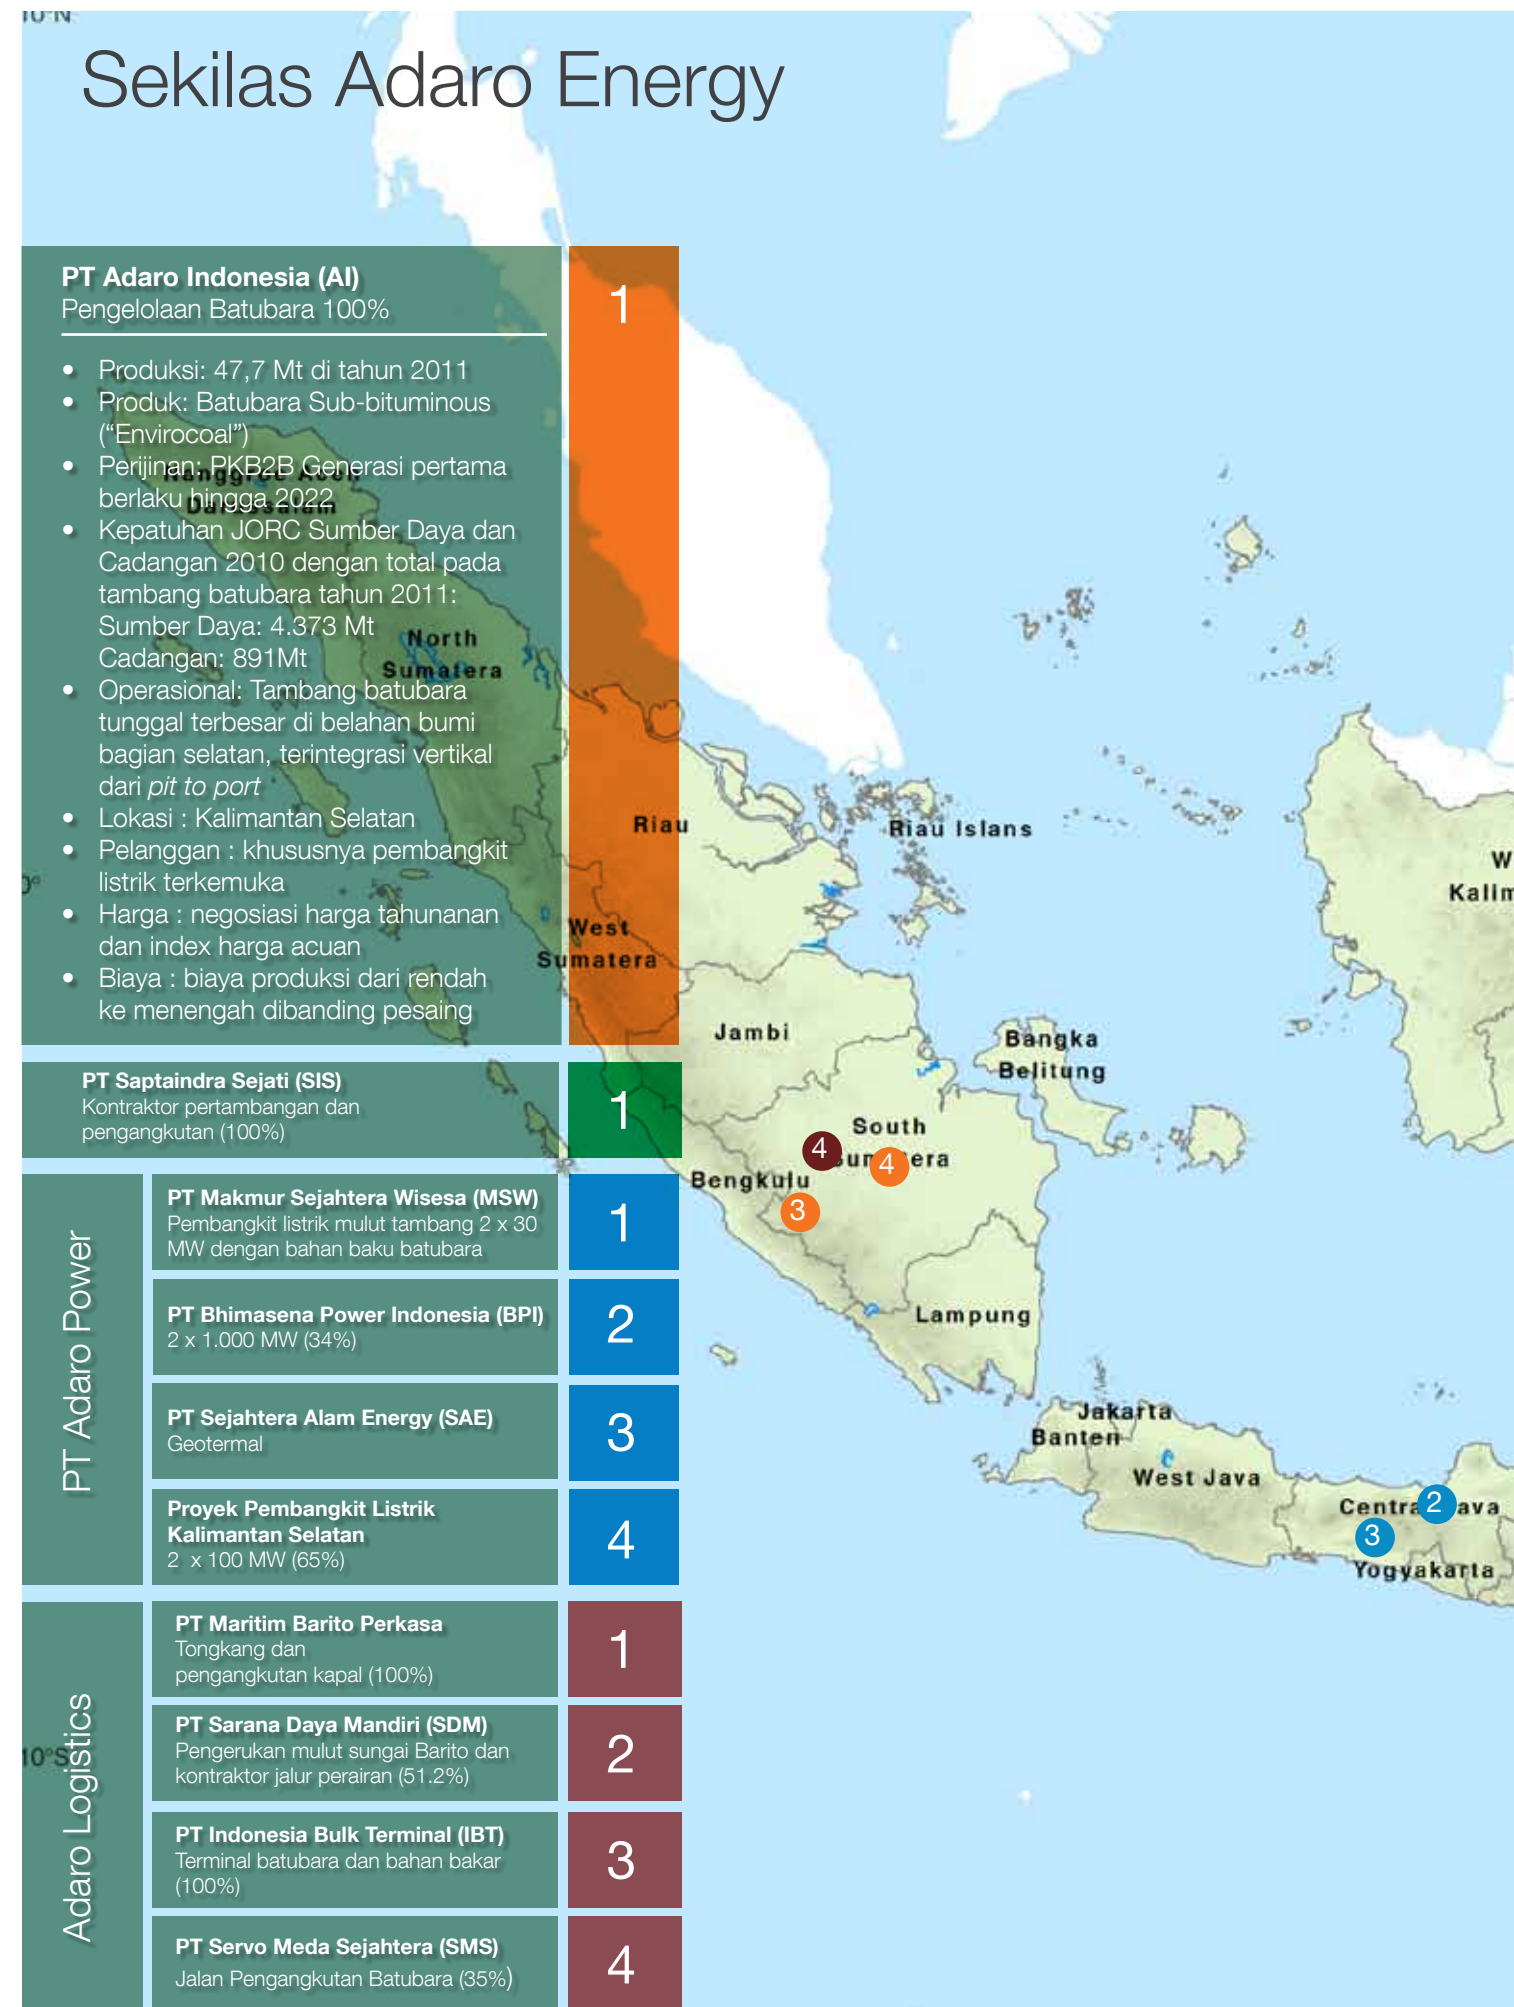 10°N
Sekilas Adaro Energy
PT Adaro Indonesia (AI)
Pengelolaan Batubara 100%
1
• Produksi: 47,7 Mt di tahun 2011
• Produk: Batubara Sub-bituminous
(“Envirocoal”)
• Perijinan: PKB2B Generasi pertama
berlaku hingga 2022
• Kepatuhan JORC Sumber Daya dan
Cadangan 2010 dengan total pada
tambang batubara tahun 2011:
Sumber Daya: 4.373 Mt
Cadangan: 891Mt
• Operasional: Tambang batubara
tunggal terbesar di belahan bumi
bagian selatan, terintegrasi vertikal
dari pit to port
• Lokasi : Kalimantan Selatan
• Pelanggan : khususnya pembangkit
listrik terkemuka
• Harga : negosiasi harga tahunanan
dan index harga acuan
• Biaya : biaya produksi dari rendah
ke menengah dibanding pesaing
PT Saptaindra Sejati (SIS)
Kontraktor pertambangan dan
pengangkutan (100%)
1
PT Adaro Power
PT Makmur Sejahtera Wisesa (MSW)
Pembangkit listrik mulut tambang 2 x 30
MW dengan bahan baku batubara
1
PT Bhimasena Power Indonesia (BPI)
2 x 1.000 MW (34%)
2
PT Sejahtera Alam Energy (SAE)
Geotermal
3
Proyek Pembangkit Listrik
Kalimantan Selatan
2 x 100 MW (65%)
4
Adaro Logistics
PT Maritim Barito Perkasa
Tongkang dan
pengangkutan kapal (100%)
1
PT Sarana Daya Mandiri (SDM)
Pengerukan mulut sungai Barito dan
kontraktor jalur perairan (51.2%)
2
PT Indonesia Bulk Terminal (IBT)
Terminal batubara dan bahan bakar
(100%)
3
PT Servo Meda Sejahtera (SMS)
Jalan Pengangkutan Batubara (35%)
4
Nanggroe Aceh
Darussalam
North
Sumatera
Riau
Riau Islans
0°
W
Kalim
West
Sumatera
Jambi
Bangka
Belitung
South
4
4
Bengkulu
3
Lampung
Jakarta
Banten
West Java
2
3
Yogyakarta
10°S